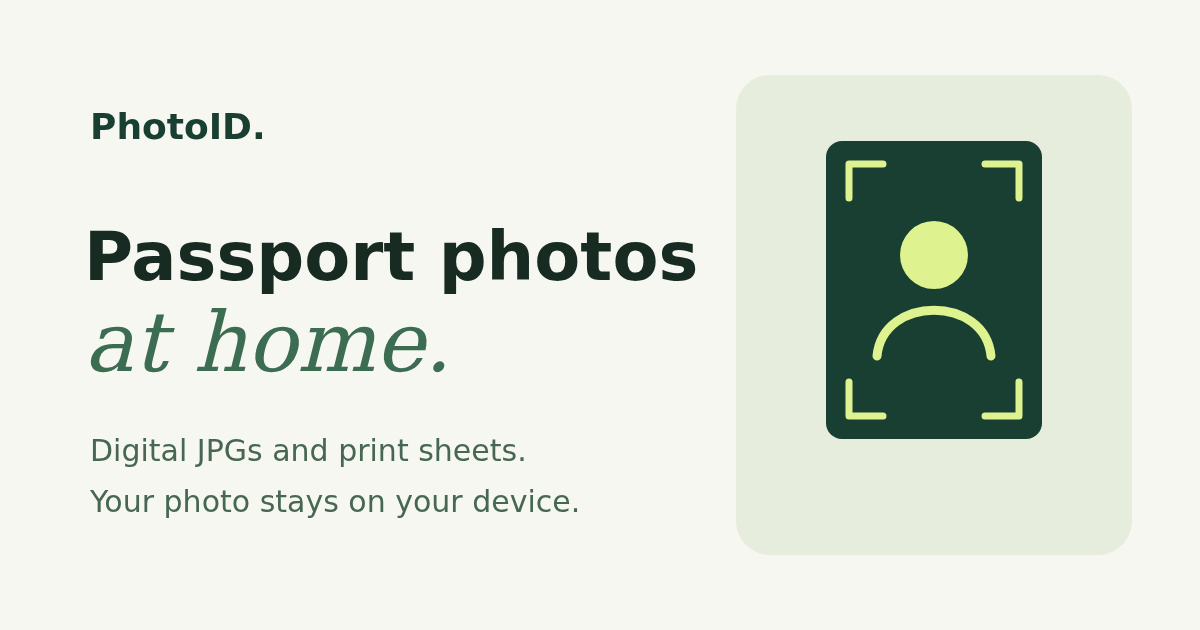 PhotoID.
Passport photos
at home.
Digital JPGs and print sheets.
Your photo stays on your device.